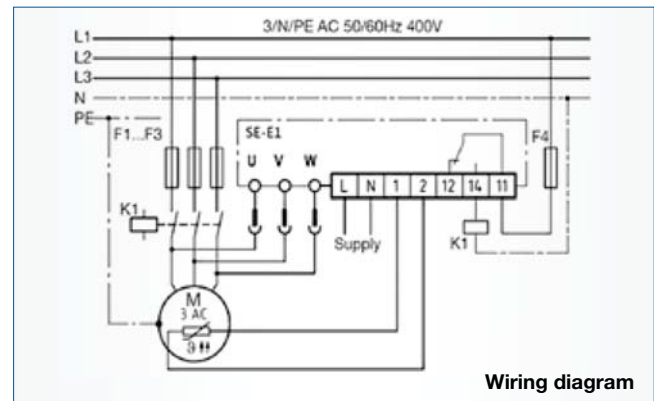 3/N/PE AC 50/60Hz 400V
L1
L2
L3
N
PE
F1...F3
SE-E1
F4
U V W
L N 1 2 12 14 11
K1
Supply
K1
M
3 AC
ϑ
Wiring diagram